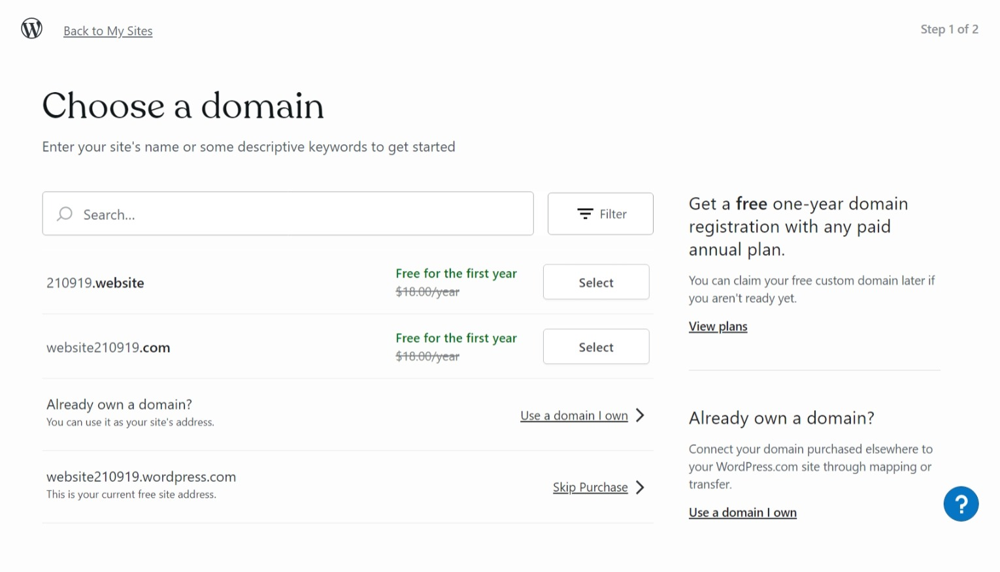 Back to My Sites
Step 1 of 2
Choose a domain
Enter your site's name or some descriptive keywords to get started
Search...
Filter
210919.website
Free for the first year
$18.00/year
Select
website210919.com
Free for the first year
$18.00/year
Select
Already own a domain?
You can use it as your site's address.
Use a domain I own
website210919.wordpress.com
This is your current free site address.
Skip Purchase
Get a free one-year domain
registration with any paid
annual plan.
You can claim your free custom domain later if
you aren't ready yet.
View plans
Already own a domain?
Connect your domain purchased elsewhere to
your WordPress.com site through mapping or
transfer.
Use a domain I own
?